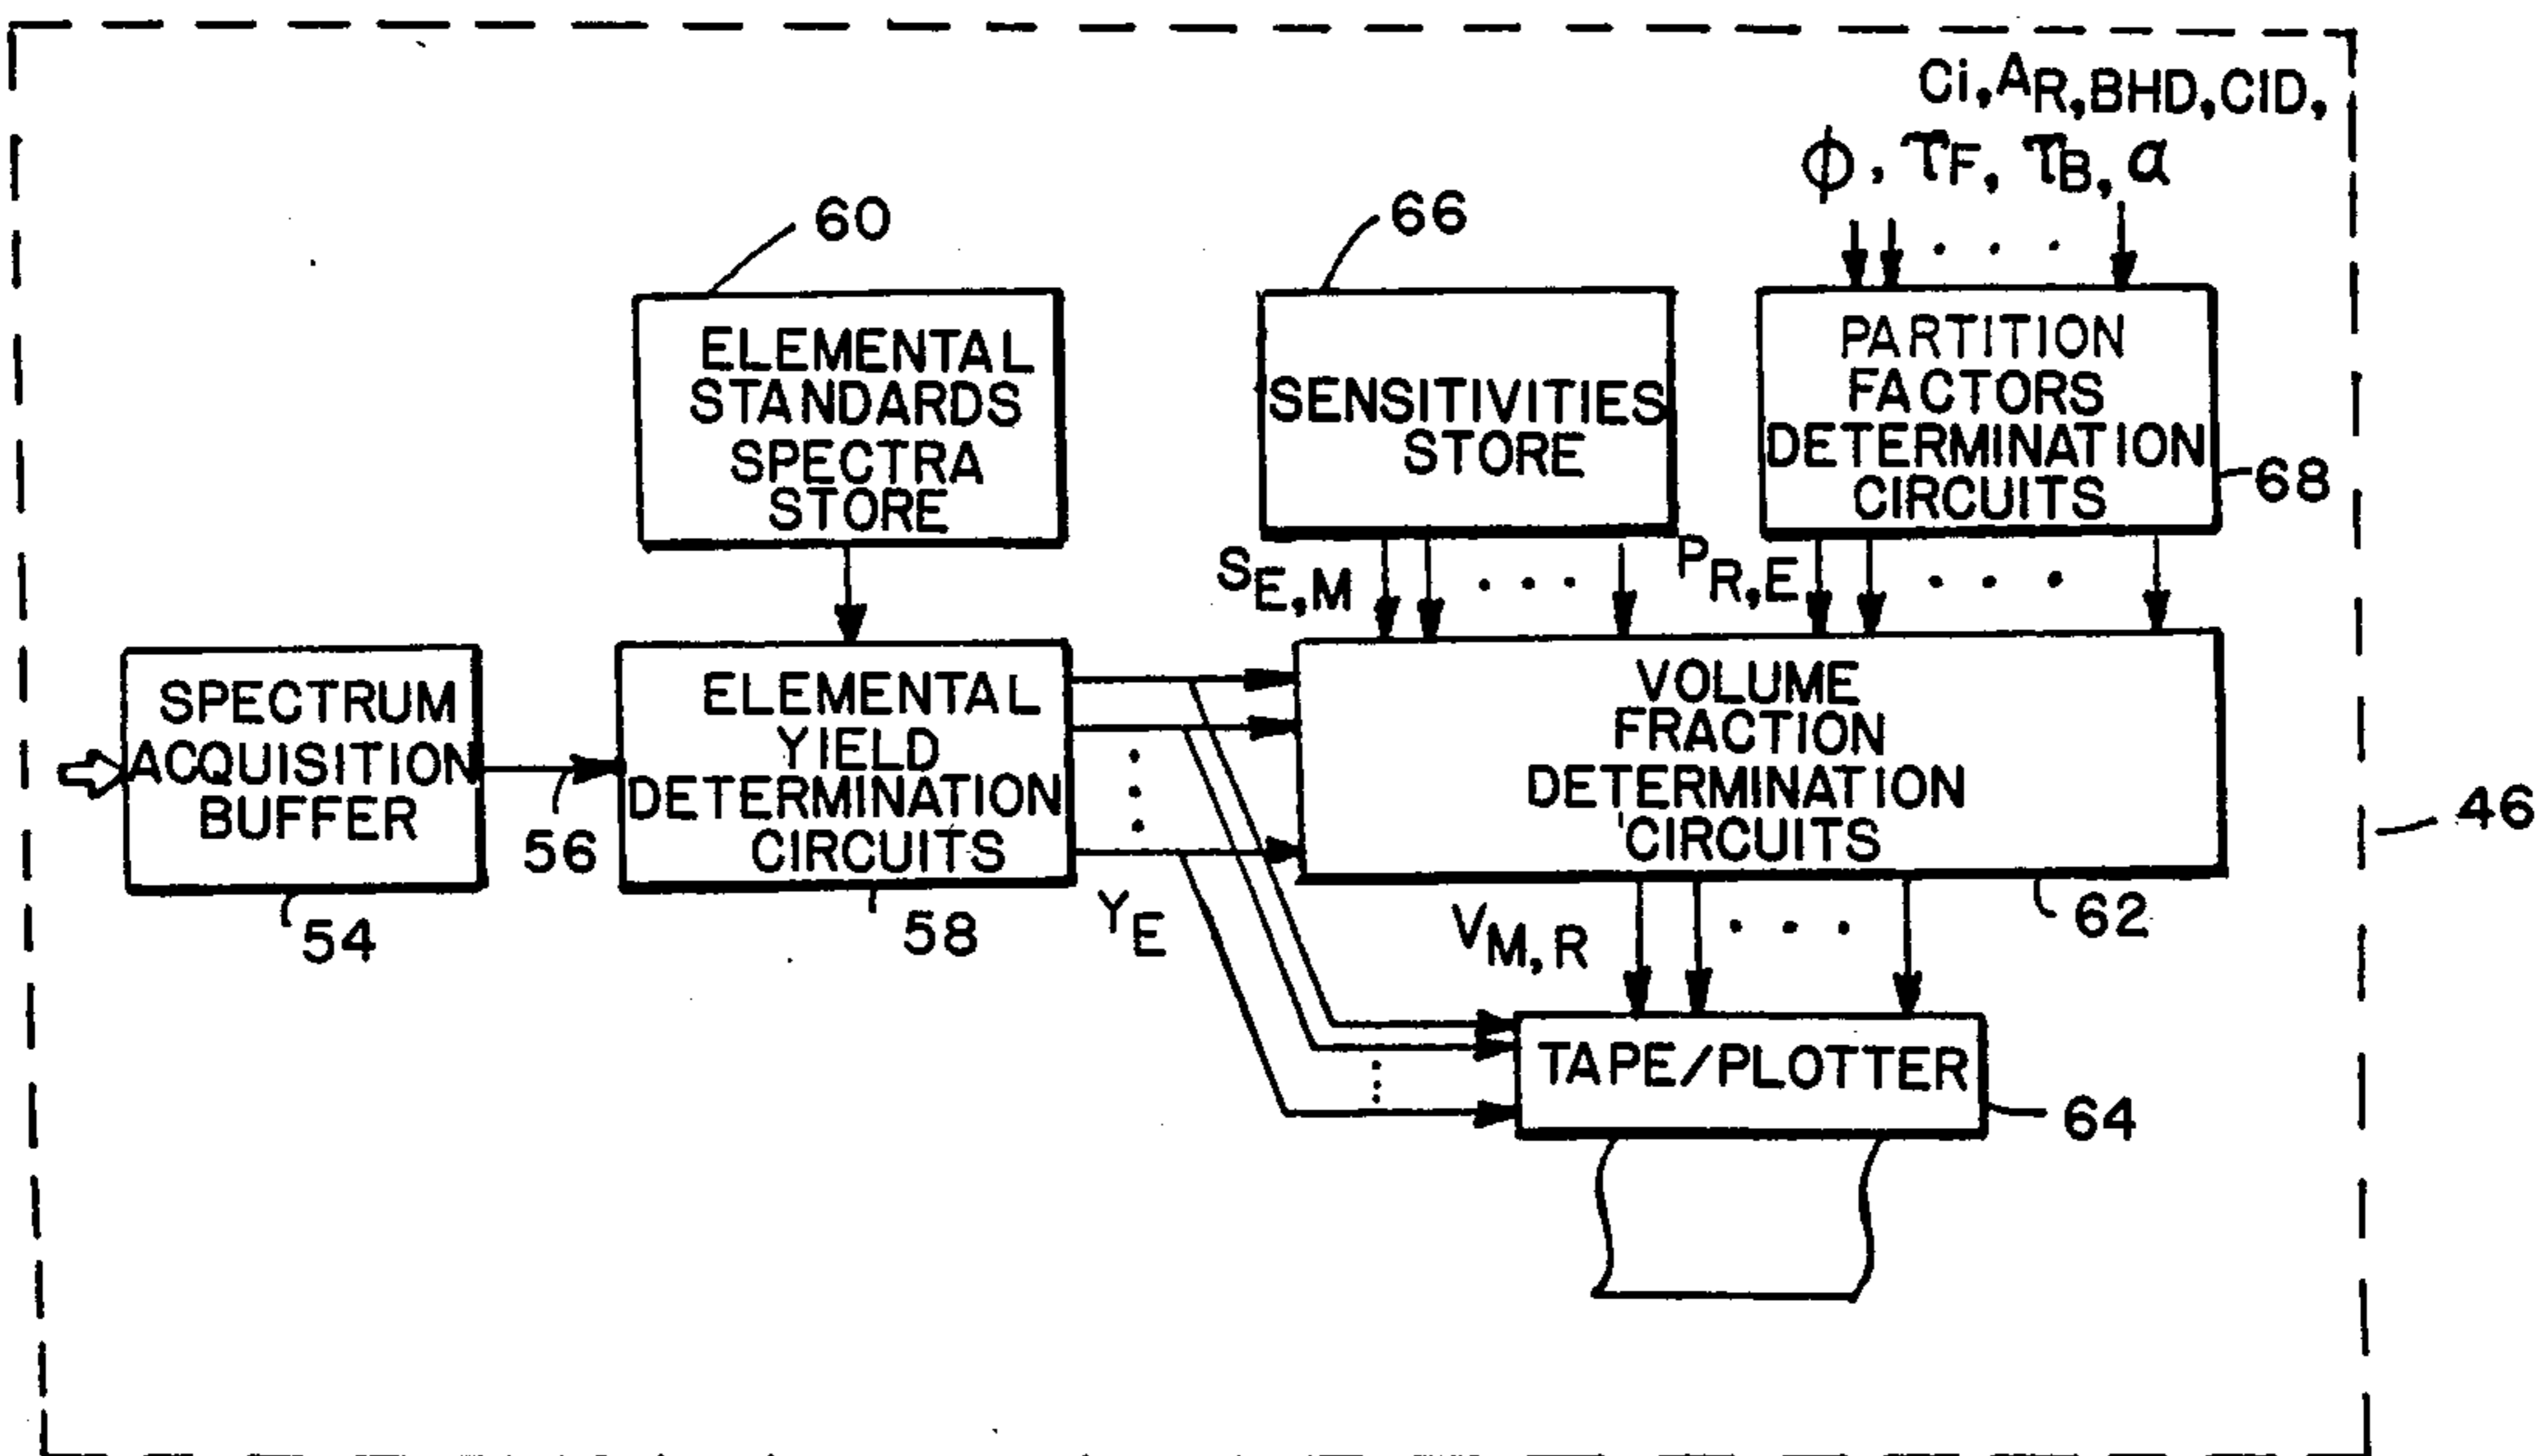 Ci, AR, BHD, CID,
ϕ, τF, τB, α
60
66
ELEMENTAL
STANDARDS
SPECTRA
STORE
SENSITIVITIES
STORE
PARTITION
FACTORS
DETERMINATION
CIRCUITS
68
SE,M
PR,E
SPECTRUM
ACQUISITION
BUFFER
54
56
ELEMENTAL
YIELD
DETERMINATION
CIRCUITS
58
YE
VOLUME
FRACTION
DETERMINATION
CIRCUITS
62
46
VM,R
TAPE/PLOTTER
64